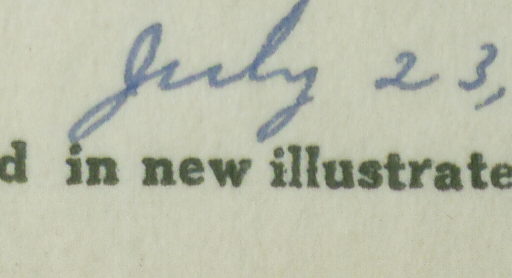 July 23,
d in new illustrate